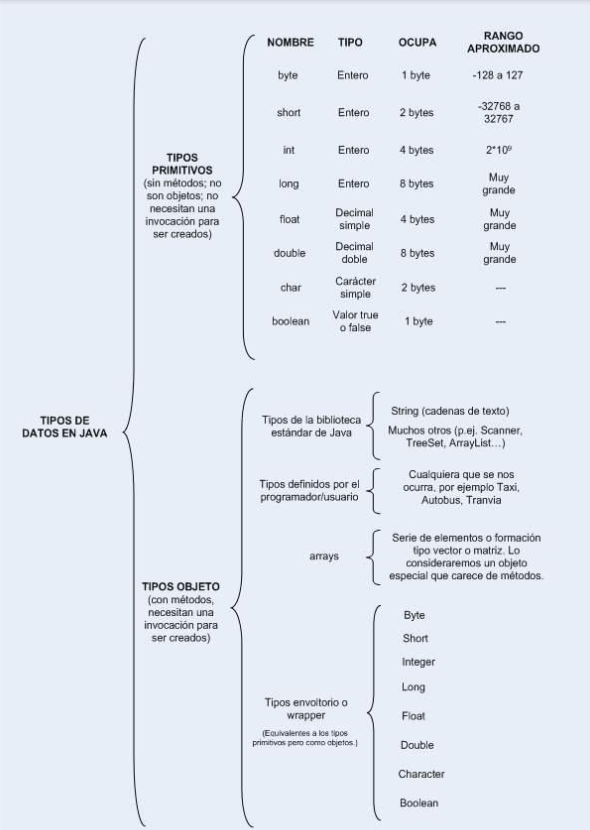 TIPOS DE
DATOS EN JAVA
TIPOS
PRIMITIVOS
(sin métodos; no
son objetos; no
necesitan una
invocación para
ser creados)
NOMBRE TIPO OCUPA RANGO
APROXIMADO
byte Entero 1 byte -128 a 127
short Entero 2 bytes -32768 a
32767
int Entero 4 bytes 2*10⁹
long Entero 8 bytes Muy
grande
float Decimal
simple 4 bytes Muy
grande
double Decimal
doble 8 bytes Muy
grande
char Carácter
simple 2 bytes ---
boolean Valor true
o false 1 byte ---
TIPOS OBJETO
(con métodos,
necesitan una
invocación para
ser creados)
Tipos de la biblioteca
estándar de Java
String (cadenas de texto)
Muchos otros (p.ej. Scanner,
TreeSet, ArrayList…)
Tipos definidos por el
programador/usuario
Cualquiera que se nos
ocurra, por ejemplo Taxi,
Autobus, Tranvia
arrays
Serie de elementos o formación
tipo vector o matriz. Lo
consideraremos un objeto
especial que carece de métodos.
Tipos envoltorio o
wrapper
(Equivalentes a los tipos
primitivos pero como objetos.)
Byte
Short
Integer
Long
Float
Double
Character
Boolean